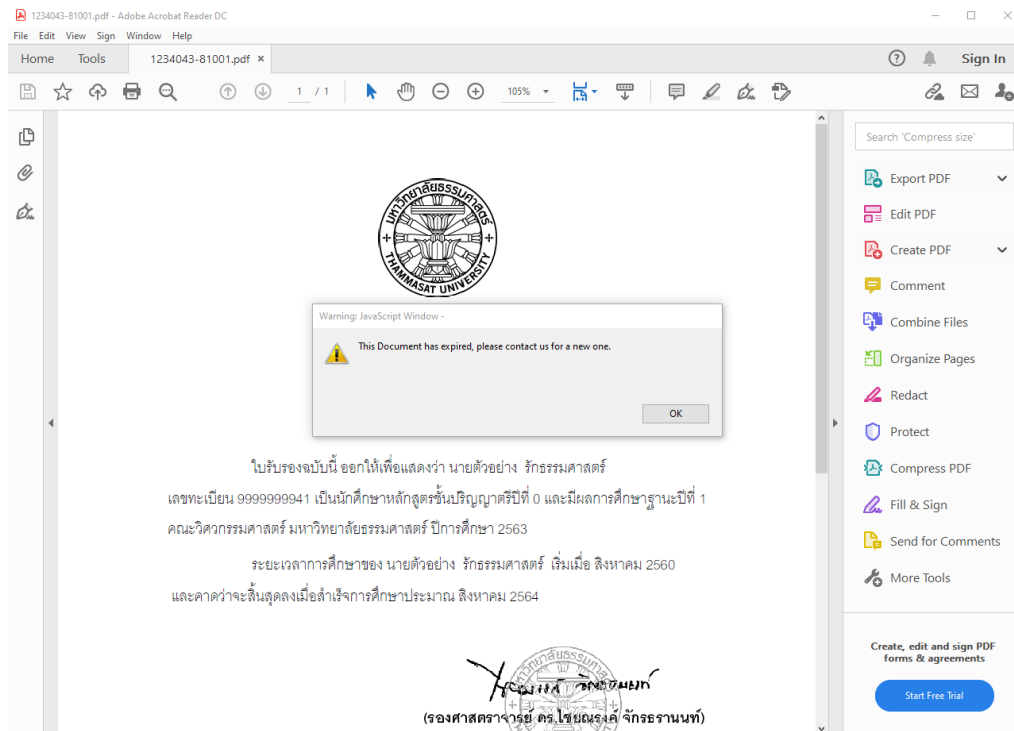 1234043-81001.pdf - Adobe Acrobat Reader DC
File Edit View Sign Window Help
Home Tools 1234043-81001.pdf × Sign In
1 / 1 105%
Search 'Compress size'
Export PDF
Edit PDF
Create PDF
Comment
Combine Files
Organize Pages
Redact
Protect
Compress PDF
Fill & Sign
Send for Comments
More Tools
Create, edit and sign PDF
forms & agreements
Start Free Trial
มหาวิทยาลัยธรรมศาสตร์
THAMMASAT UNIVERSITY
Warning: JavaScript Window -
This Document has expired, please contact us for a new one.
OK
ใบรับรองฉบับนี้ ออกให้เพื่อแสดงว่า นายตัวอย่าง รักธรรมศาสตร์
เลขทะเบียน 9999999941 เป็นนักศึกษาหลักสูตรชั้นปริญญาตรีปีที่ 0 และมีผลการศึกษาฐานะปีที่ 1
คณะวิศวกรรมศาสตร์ มหาวิทยาลัยธรรมศาสตร์ ปีการศึกษา 2563
ระยะเวลาการศึกษาของ นายตัวอย่าง รักธรรมศาสตร์ เริ่มเมื่อ สิงหาคม 2560
และคาดว่าจะสิ้นสุดลงเมื่อสำเร็จการศึกษาประมาณ สิงหาคม 2564
(รองศาสตราจารย์ ดร.ไชยณรงค์ จักรธรานนท์)